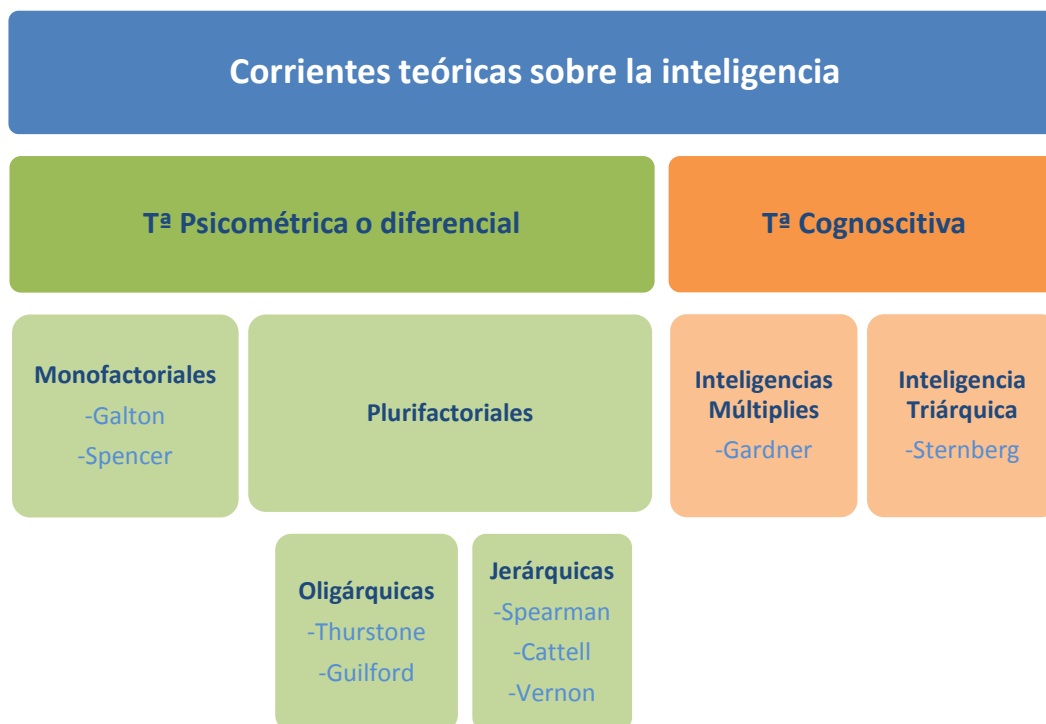 Corrientes teóricas sobre la inteligencia
Tª Psicométrica o diferencial
Tª Cognoscitiva
Monofactoriales
-Galton
-Spencer
Plurifactoriales
Inteligencias
Múltiplies
-Gardner
Inteligencia
Triárquica
-Sternberg
Oligárquicas
-Thurstone
-Guilford
Jerárquicas
-Spearman
-Cattell
-Vernon